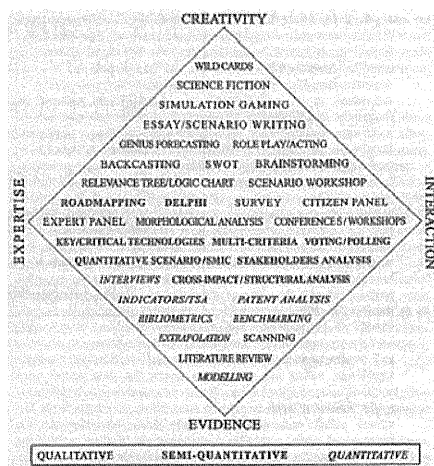 CREATIVITY
WILD CARDS
SCIENCE FICTION
SIMULATION GAMING
ESSAY/SCENARIO WRITING
GENIUS FORECASTING ROLE PLAY/ACTING
BACKCASTING SWOT BRAINSTORMING
RELEVANCE TREE/LOGIC CHART SCENARIO WORKSHOP
ROADMAPPING DELPHI SURVEY CITIZEN PANEL
EXPERTISE
INTERACTION
EXPERT PANEL MORPHOLOGICAL ANALYSIS CONFERENCES/WORKSHOPS
KEY/CRITICAL TECHNOLOGIES MULTI-CRITERIA VOTING/POLLING
QUANTITATIVE SCENARIO/SMIC STAKEHOLDERS ANALYSIS
INTERVIEWS CROSS-IMPACT/STRUCTURAL ANALYSIS
INDICATORS/TSA PATENT ANALYSIS
BIBLIOMETRICS BENCHMARKING
EXTRAPOLATION SCANNING
LITERATURE REVIEW
MODELLING
EVIDENCE
QUALITATIVE SEMI-QUANTITATIVE QUANTITATIVE